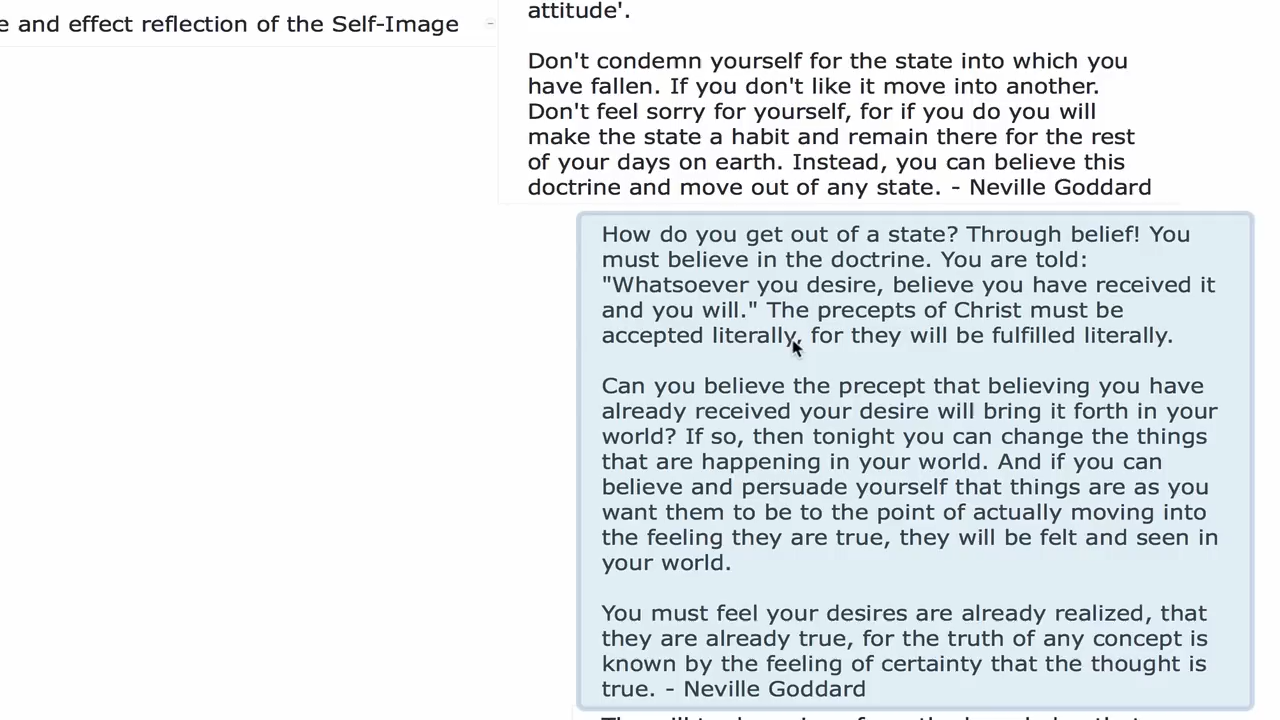 attitude'.
e and effect reflection of the Self-Image
Don't condemn yourself for the state into which you
have fallen. If you don't like it move into another.
Don't feel sorry for yourself, for if you do you will
make the state a habit and remain there for the rest
of your days on earth. Instead, you can believe this
doctrine and move out of any state. - Neville Goddard
How do you get out of a state? Through belief! You
must believe in the doctrine. You are told:
"Whatsoever you desire, believe you have received it
and you will." The precepts of Christ must be
accepted literally, for they will be fulfilled literally.
Can you believe the precept that believing you have
already received your desire will bring it forth in your
world? If so, then tonight you can change the things
that are happening in your world. And if you can
believe and persuade yourself that things are as you
want them to be to the point of actually moving into
the feeling they are true, they will be felt and seen in
your world.
You must feel your desires are already realized, that
they are already true, for the truth of any concept is
known by the feeling of certainty that the thought is
true. - Neville Goddard